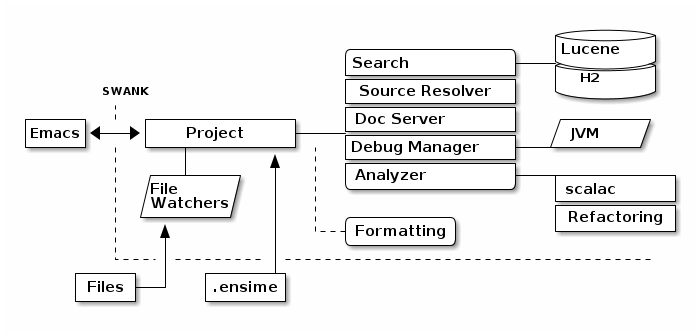 SWANK
Emacs
Project
File
Watchers
Files
.ensime
Search
Source Resolver
Doc Server
Debug Manager
Analyzer
Formatting
Lucene
H2
JVM
scalac
Refactoring